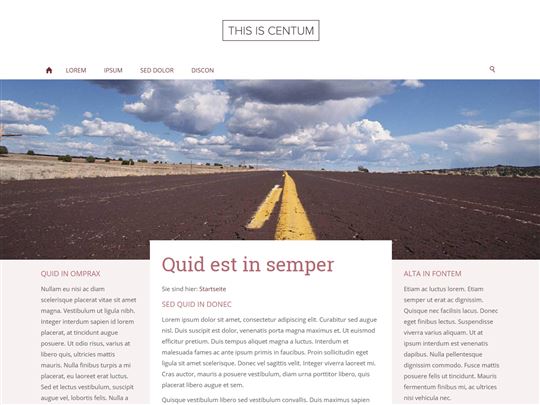 THIS IS CENTUM
LOREM IPSUM SED DOLOR DISCON
Quid est in semper
Sie sind hier: Startseite
SED QUID IN DONEC
Lorem ipsum dolor sit amet, consectetur adipiscing elit. Curabitur sed augue
nisl. Duis suscipit est dolor, venenatis porta magna maximus et. Ut euismod
efficitur pretium. Duis tempus aliquet magna a luctus. Interdum et
malesuada fames ac ante ipsum primis in faucibus. Proin sollicitudin eget
ligula sit amet scelerisque. Donec vel sagittis velit. Integer viverra laoreet mi.
Cras auctor, mauris a posuere vestibulum, diam urna porttitor libero, quis
placerat libero augue et sem.
Quisque vestibulum libero sed vestibulum convallis. Duis maximus sapien
QUID IN OMPRAX
Nullam eu nisi ac diam
scelerisque placerat vitae sit amet
magna. Vestibulum ut ligula nibh.
Integer interdum sapien id lorem
placerat, at tincidunt augue
posuere. Ut odio risus, varius at
libero quis, ultricies mattis
mauris. Nulla finibus turpis a mi
placerat, eu placerat erat luctus.
Sed et lectus vestibulum, suscipit
augue vel, lobortis felis. Nulla a
ALTA IN FONTEM
Etiam ac luctus lorem. Etiam
semper ut erat ac dignissim.
Quisque nec facilisis lacus. Donec
eget finibus lectus. Suspendisse
viverra varius aliquam. Ut at
ipsum interdum est venenatis
dapibus. Nulla pellentesque
dignissim commodo. Fusce mattis
posuere felis ut tincidunt. Mauris
fermentum finibus mi, ac ultrices
nisi vehicula nec.